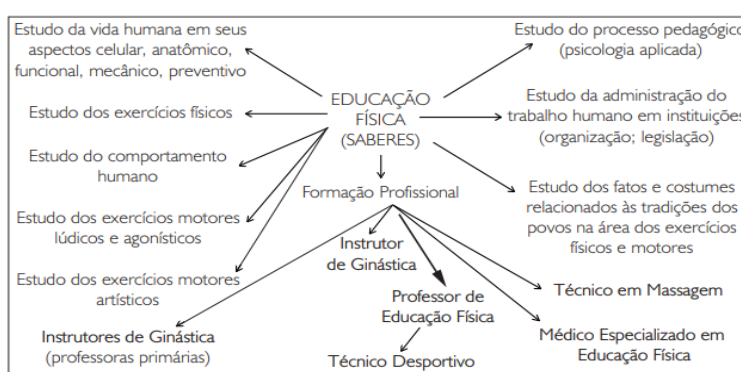 Estudo da vida humana em seus
aspectos celular, anatômico,
funcional, mecânico, preventivo
Estudo dos exercícios físicos
Estudo do comportamento
humano
Estudo dos exercícios motores
lúdicos e agonísticos
Estudo dos exercícios motores
artísticos
Instrutores de Ginástica
(professoras primárias)
EDUCAÇÃO
FÍSICA
(SABERES)
Formação Profissional
Instrutor
de Ginástica
Professor de
Educação Física
Técnico Desportivo
Estudo do processo pedagógico
(psicologia aplicada)
Estudo da administração do
trabalho humano em instituições
(organização; legislação)
Estudo dos fatos e costumes
relacionados às tradições dos
povos na área dos exercícios
físicos e motores
Técnico em Massagem
Médico Especializado em
Educação Física